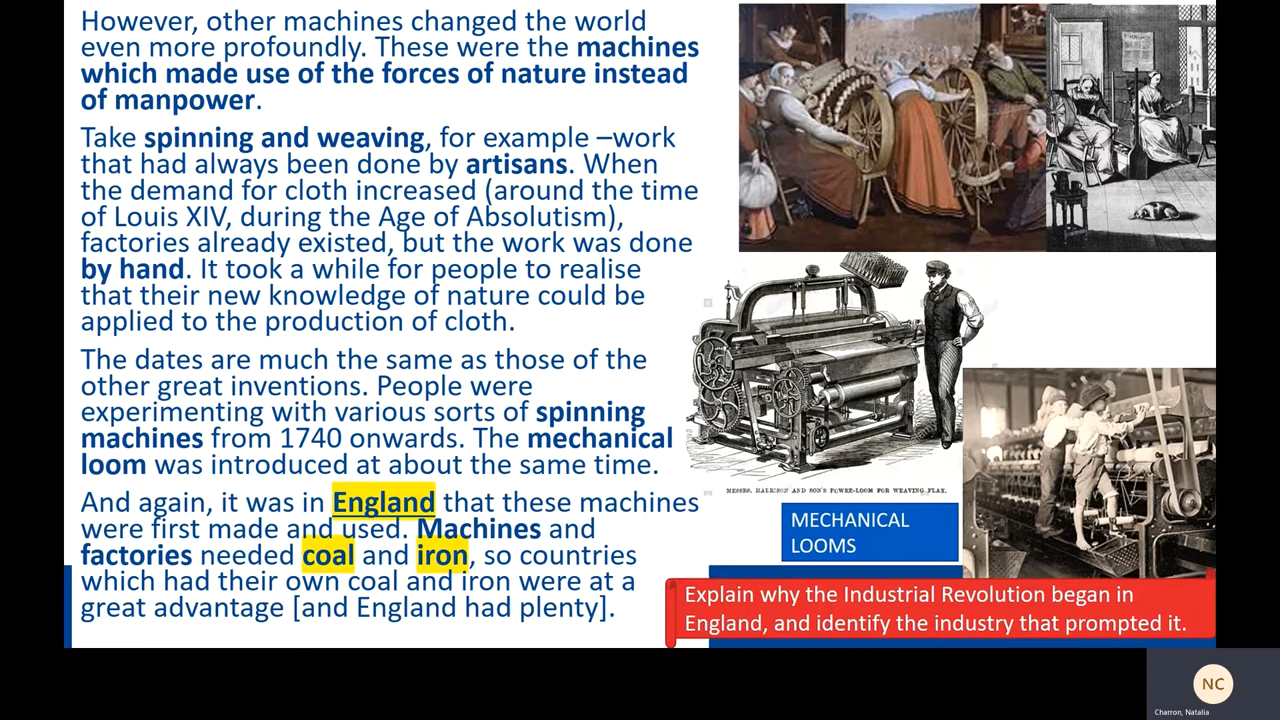 However, other machines changed the world
even more profoundly. These were the machines
which made use of the forces of nature instead
of manpower.
Take spinning and weaving, for example –work
that had always been done by artisans. When
the demand for cloth increased (around the time
of Louis XIV, during the Age of Absolutism),
factories already existed, but the work was done
by hand. It took a while for people to realise
that their new knowledge of nature could be
applied to the production of cloth.
The dates are much the same as those of the
other great inventions. People were
experimenting with various sorts of spinning
machines from 1740 onwards. The mechanical
loom was introduced at about the same time.
And again, it was in England that these machines
were first made and used. Machines and
factories needed coal and iron, so countries
which had their own coal and iron were at a
great advantage [and England had plenty].
MESSRS. HARRISON AND SON'S POWER-LOOM FOR WEAVING FLAX.
MECHANICAL
LOOMS
Explain why the Industrial Revolution began in
England, and identify the industry that prompted it.
NC
Charron, Natalia